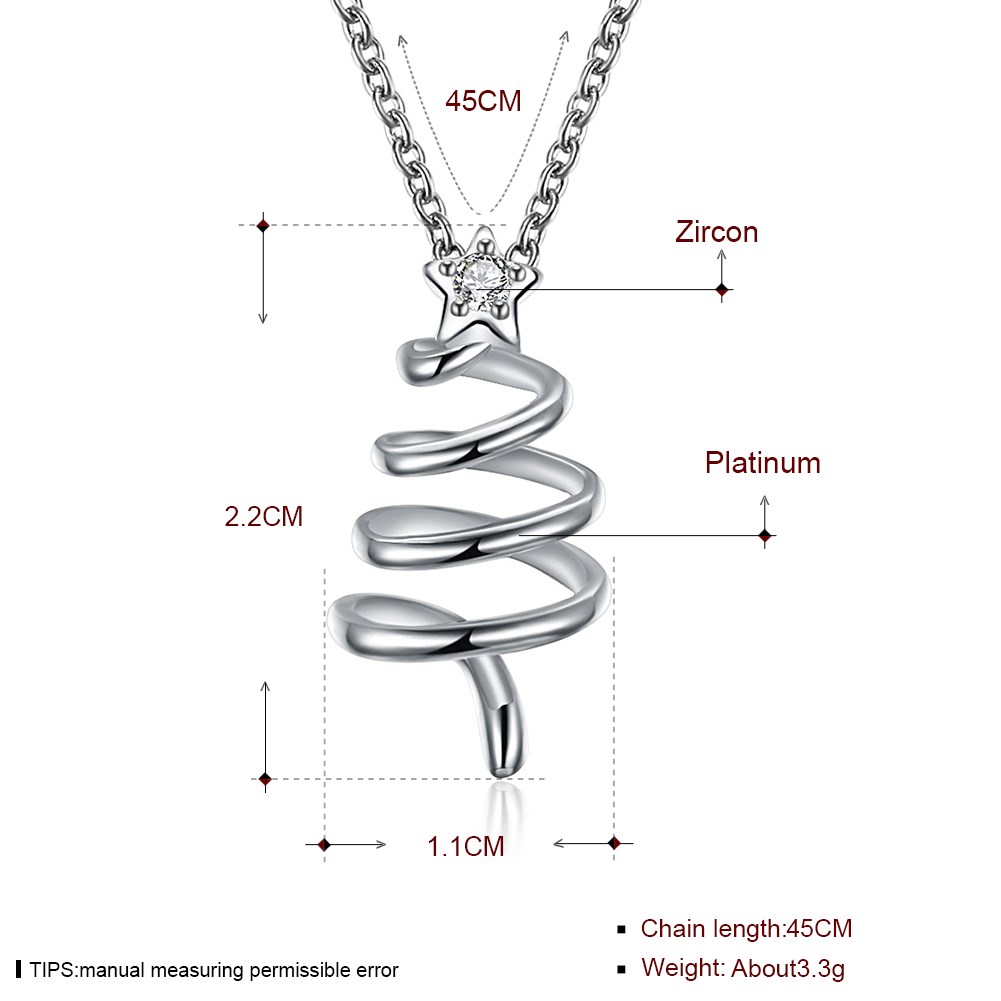 45CM
Zircon
Platinum
2.2CM
1.1CM
Chain length:45CM
TIPS:manual measuring permissible error
Weight: About3.3g